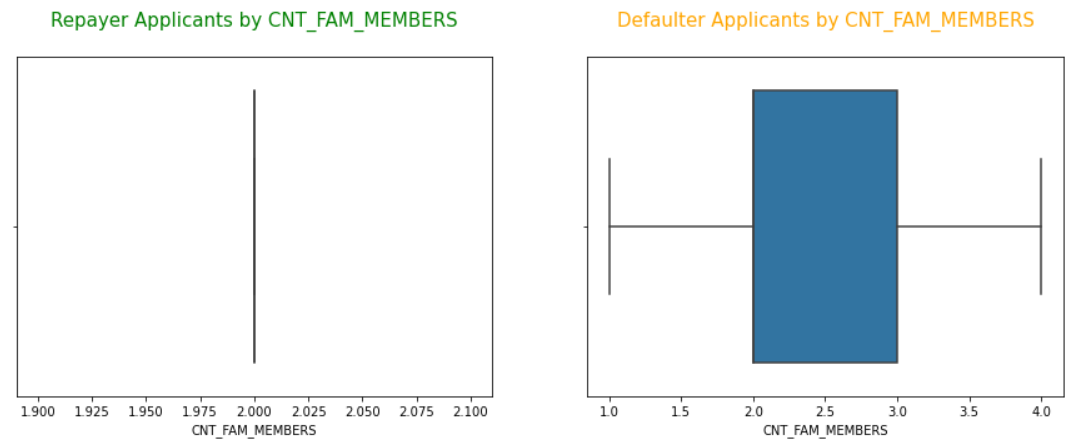 Repayer Applicants by CNT_FAM_MEMBERS
1.900 1.925 1.950 1.975 2.000 2.025 2.050 2.075 2.100
CNT_FAM_MEMBERS
Defaulter Applicants by CNT_FAM_MEMBERS
1.0 1.5 2.0 2.5 3.0 3.5 4.0
CNT_FAM_MEMBERS